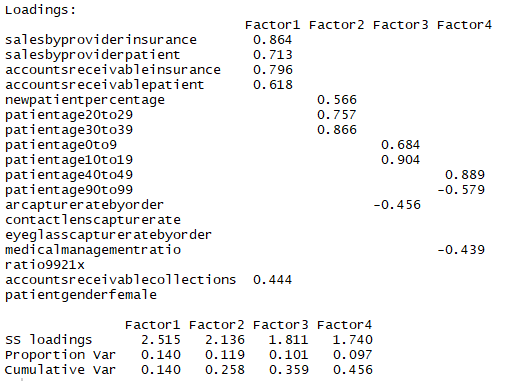 Loadings:
Factor1 Factor2 Factor3 Factor4
salesbyproviderinsurance 0.864
salesbyproviderpatient 0.713
accountsreceivableinsurance 0.796
accountsreceivablepatient 0.618
newpatientpercentage 0.566
patientage20to29 0.757
patientage30to39 0.866
patientage0to9 0.684
patientage10to19 0.904
patientage40to49 0.889
patientage90to99 -0.579
arcaptureratebyorder -0.456
contactlenscapturerate
eyeglasscaptureratebyorder
medicalmanagementratio -0.439
ratio9921x
accountsreceivablecollections 0.444
patientgenderfemale
Factor1 Factor2 Factor3 Factor4
SS loadings 2.515 2.136 1.811 1.740
Proportion Var 0.140 0.119 0.101 0.097
Cumulative Var 0.140 0.258 0.359 0.456